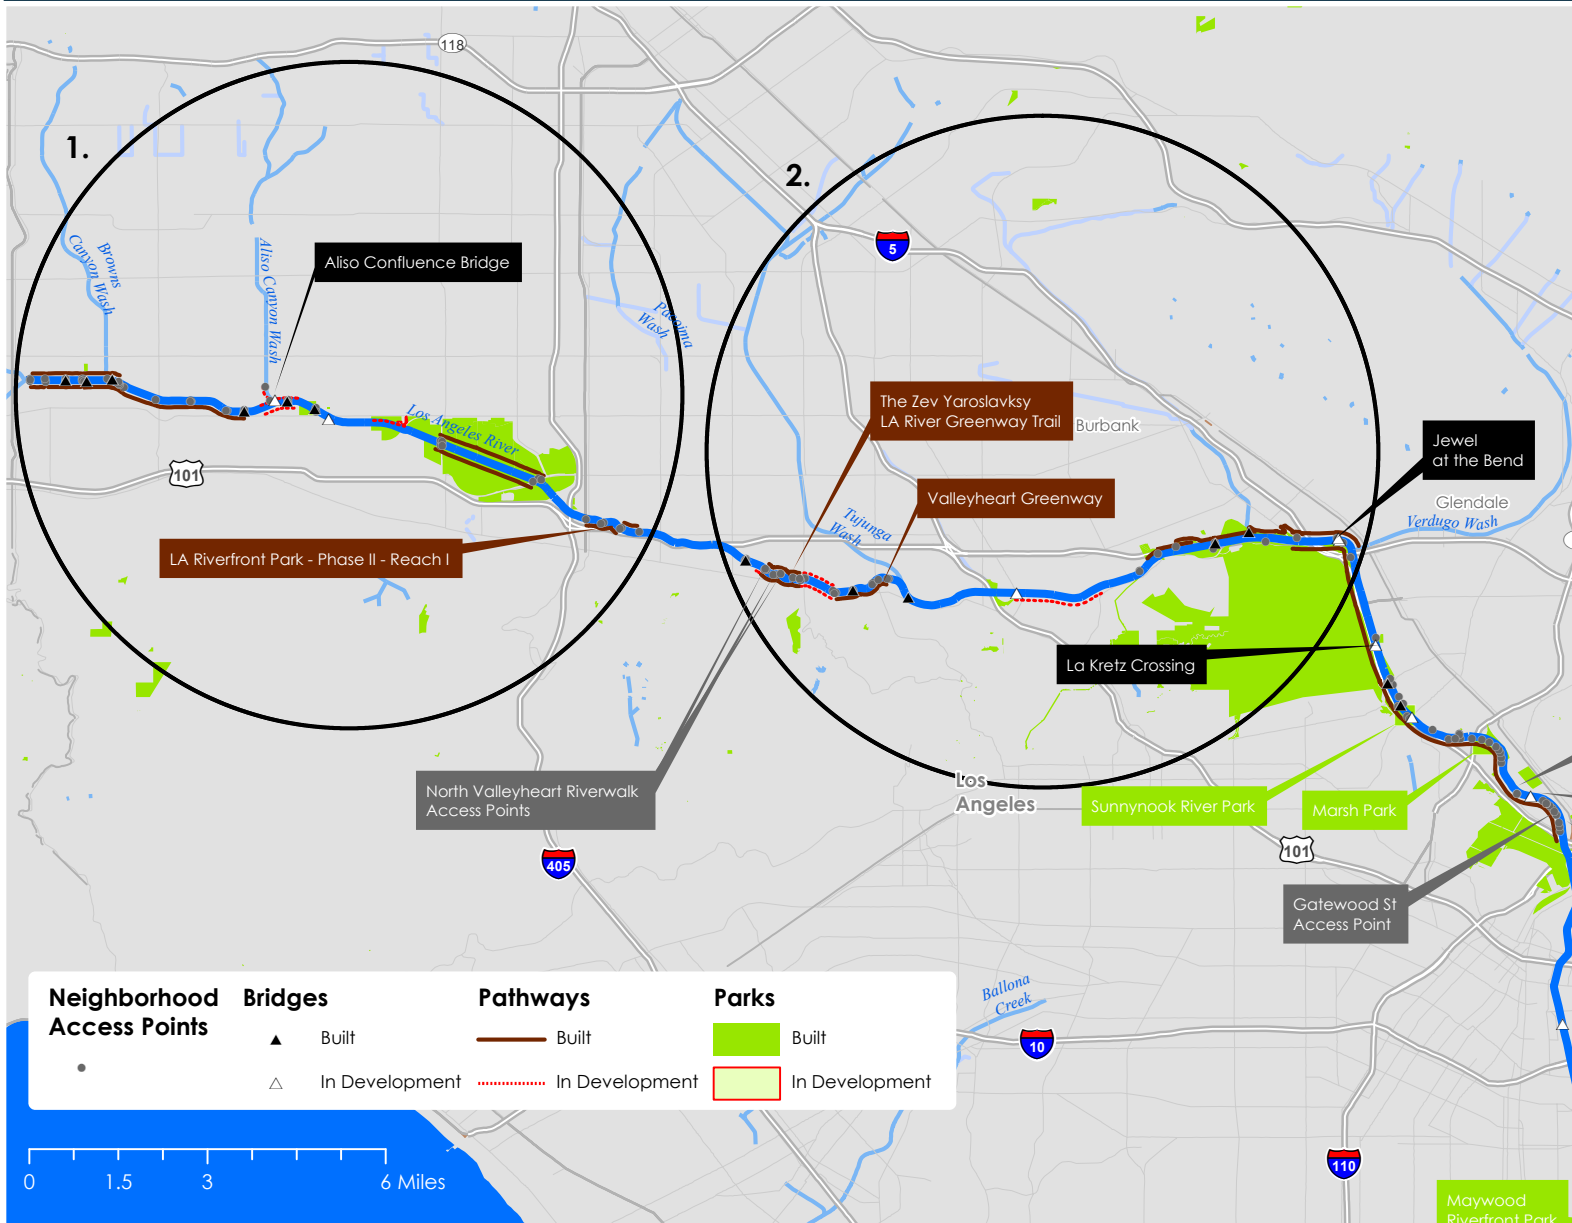 118
1.
2.
5
Browns
Canyon Wash
Aliso Canyon Wash
Aliso Confluence Bridge
Pacoima
Wash
The Zev Yaroslavksy
LA River Greenway Trail
Burbank
Los Angeles River
Jewel
at the Bend
101
Valleyheart Greenway
Glendale
Verdugo Wash
Tujunga
Wash
LA Riverfront Park - Phase II - Reach I
La Kretz Crossing
North Valleyheart Riverwalk
Access Points
Los
Angeles
Sunnynook River Park
Marsh Park
101
405
Gatewood St
Access Point
Ballona
Creek
10
Neighborhood
Access Points
Bridges
Built
In Development
Pathways
Built
In Development
Parks
Built
In Development
0 1.5 3 6 Miles
110
Maywood
Riverfront Park